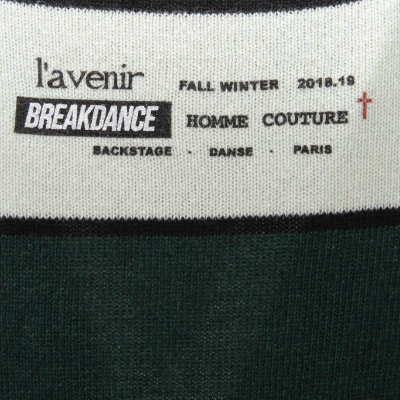 l'avenir FALL WINTER 2018.19
BREAKDANCE HOMME COUTURE †
BACKSTAGE · DANSE · PARIS